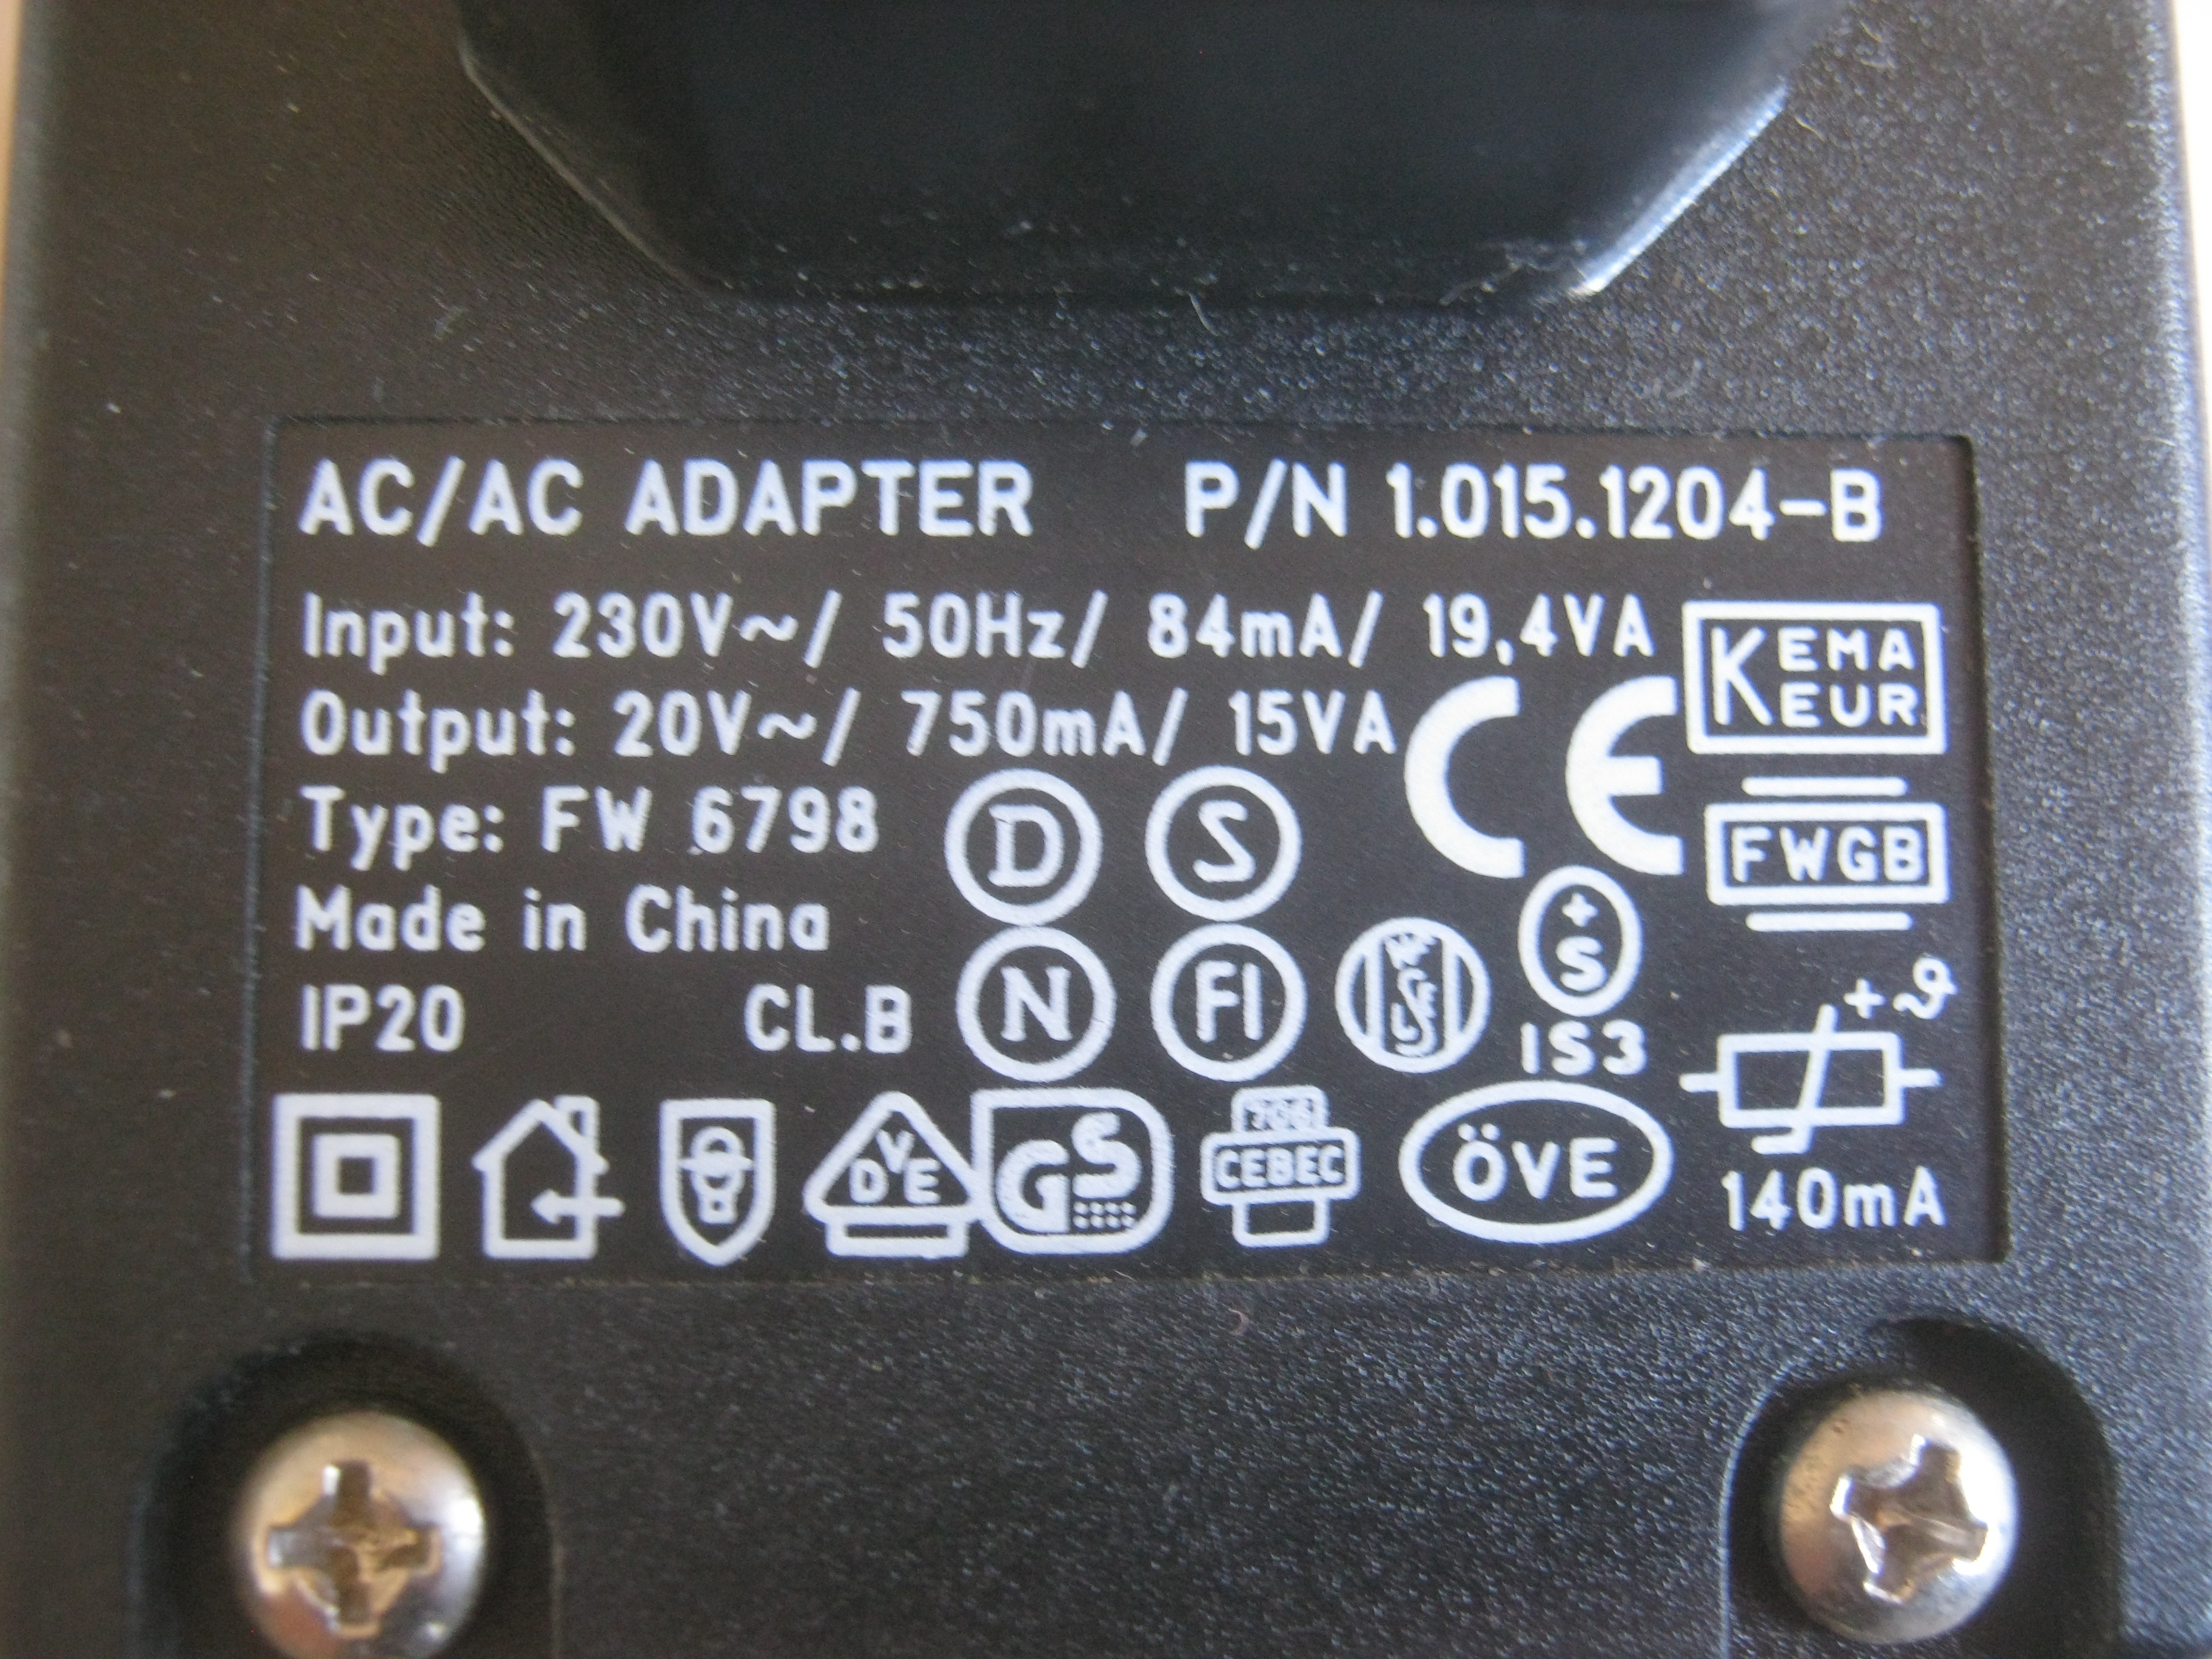 AC/AC ADAPTER P/N 1.015.1204-B
Input: 230V~/ 50Hz/ 84mA/ 19,4VA
KEMA KEUR
Output: 20V~/ 750mA/ 15VA
CE
Type: FW 6798
D S
FWGB
Made in China
+S
IP20 CL.B
N FI
IS3
+ϑ
VDE
GS
CEBEC
ÖVE
140mA